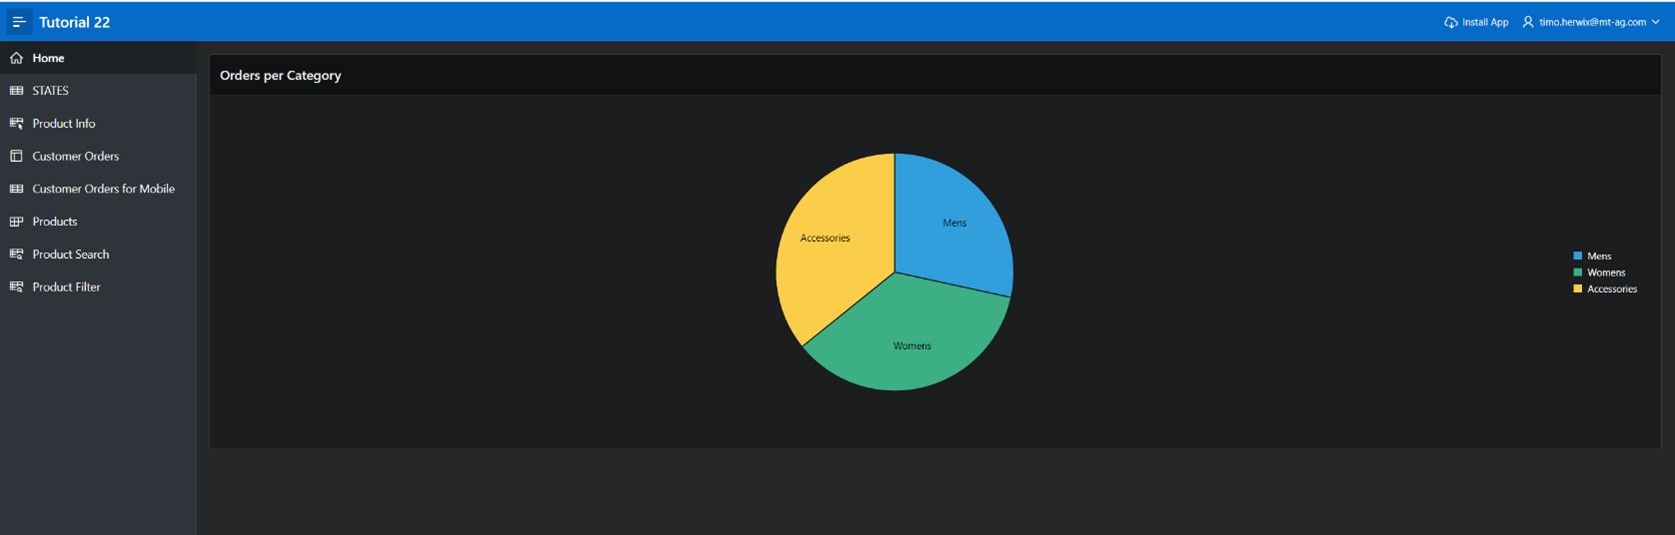 Tutorial 22
Install App
timo.herwix@mt-ag.com
Home
STATES
Product Info
Customer Orders
Customer Orders for Mobile
Products
Product Search
Product Filter
Orders per Category
Mens
Accessories
Womens
Mens
Womens
Accessories